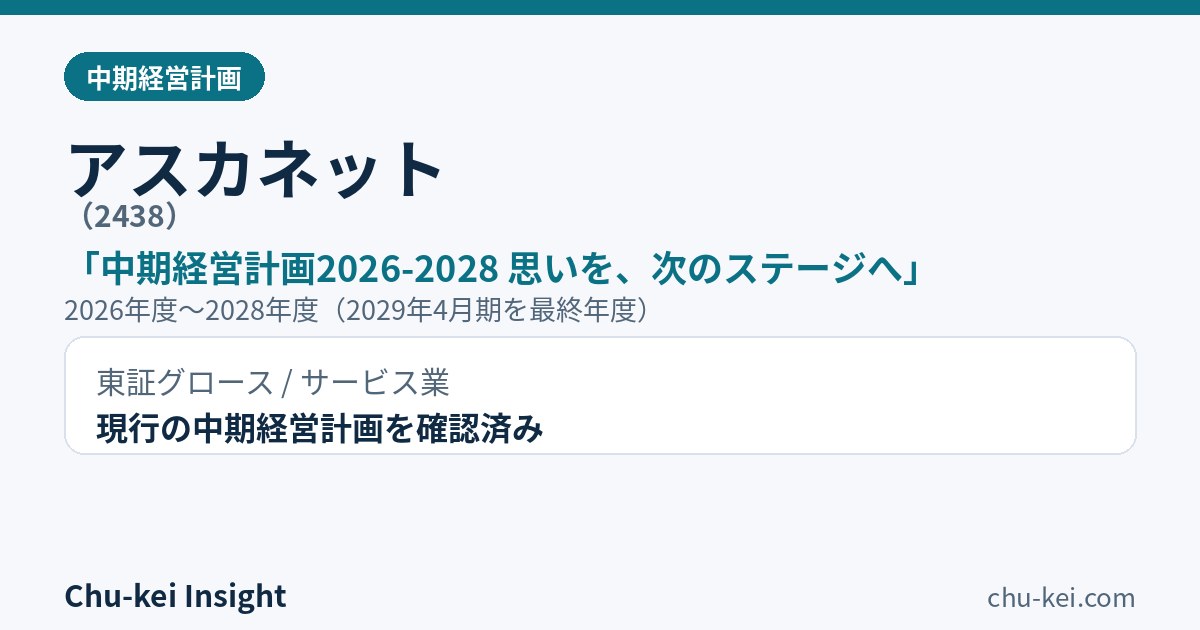 中期経営計画
アスカネット
（2438）
「中期経営計画2026-2028 思いを、次のステージへ」
2026年度～2028年度（2029年4月期を最終年度）
東証グロース / サービス業
現行の中期経営計画を確認済み
Chu-kei Insight
chu-kei.com